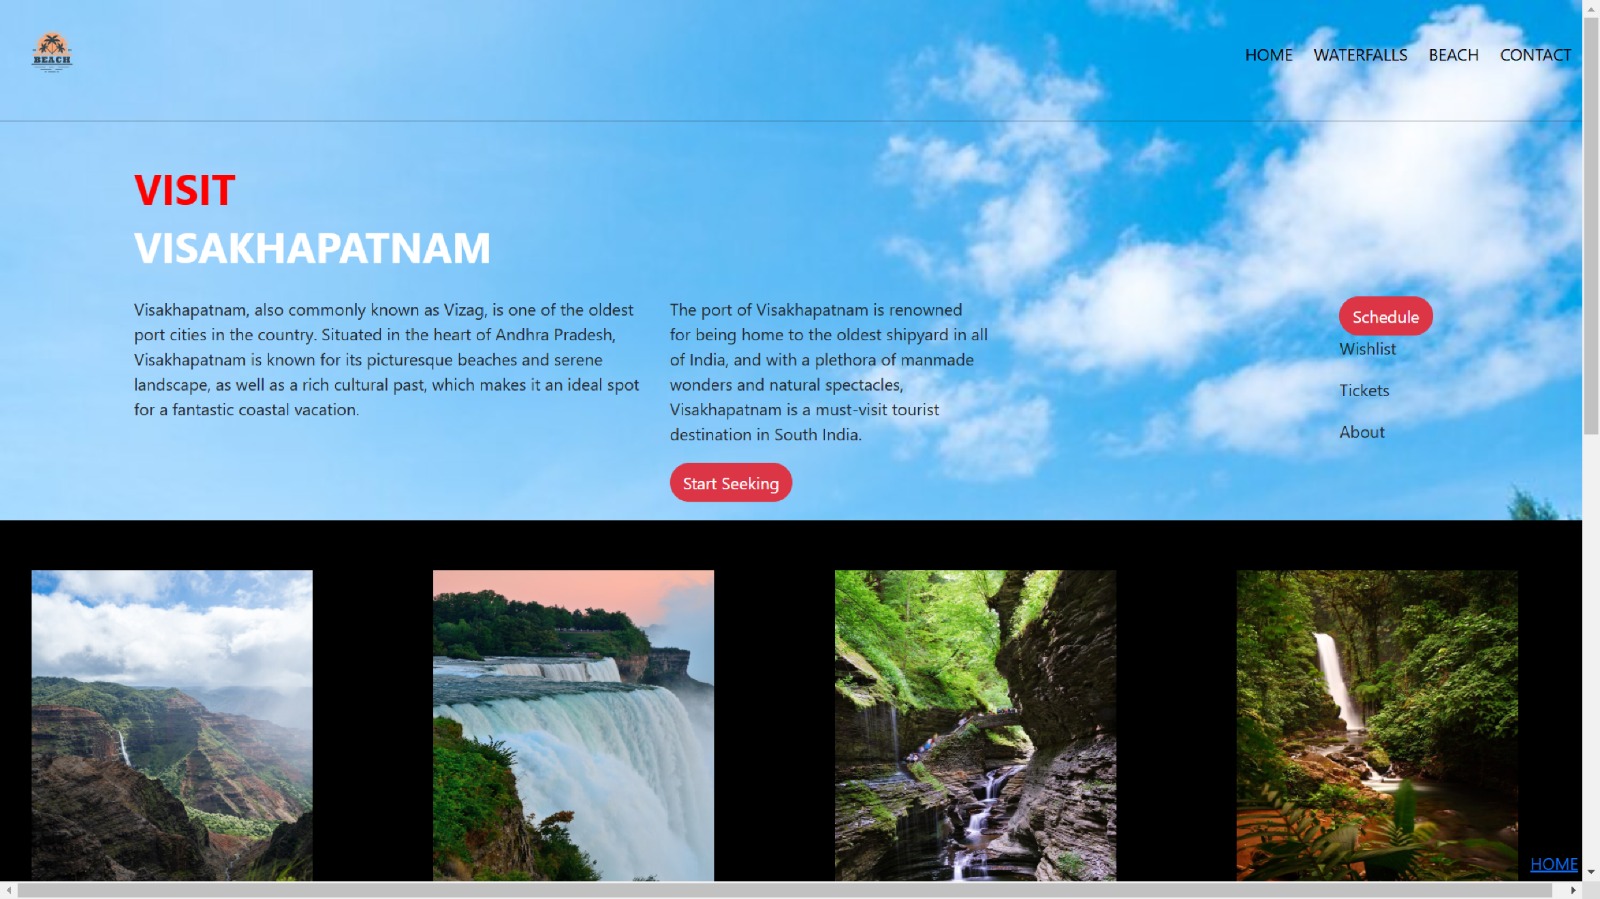 BEACH
HOME WATERFALLS BEACH CONTACT
VISIT
VISAKHAPATNAM
Visakhapatnam, also commonly known as Vizag, is one of the oldest
port cities in the country. Situated in the heart of Andhra Pradesh,
Visakhapatnam is known for its picturesque beaches and serene
landscape, as well as a rich cultural past, which makes it an ideal spot
for a fantastic coastal vacation.
The port of Visakhapatnam is renowned
for being home to the oldest shipyard in all
of India, and with a plethora of manmade
wonders and natural spectacles,
Visakhapatnam is a must-visit tourist
destination in South India.
Start Seeking
Schedule
Wishlist
Tickets
About
HOME